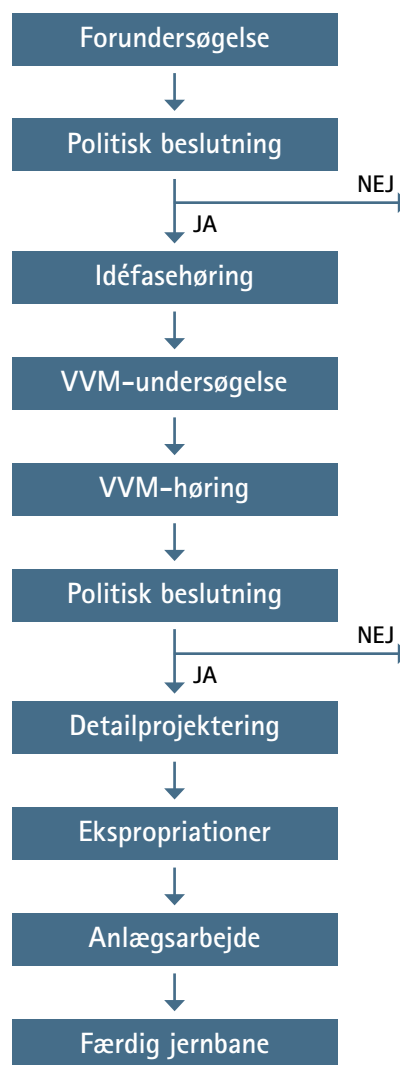 Forundersøgelse
Politisk beslutning
NEJ
JA
Idéfasehøring
VVM-undersøgelse
VVM-høring
Politisk beslutning
NEJ
JA
Detailprojektering
Ekspropriationer
Anlægsarbejde
Færdig jernbane